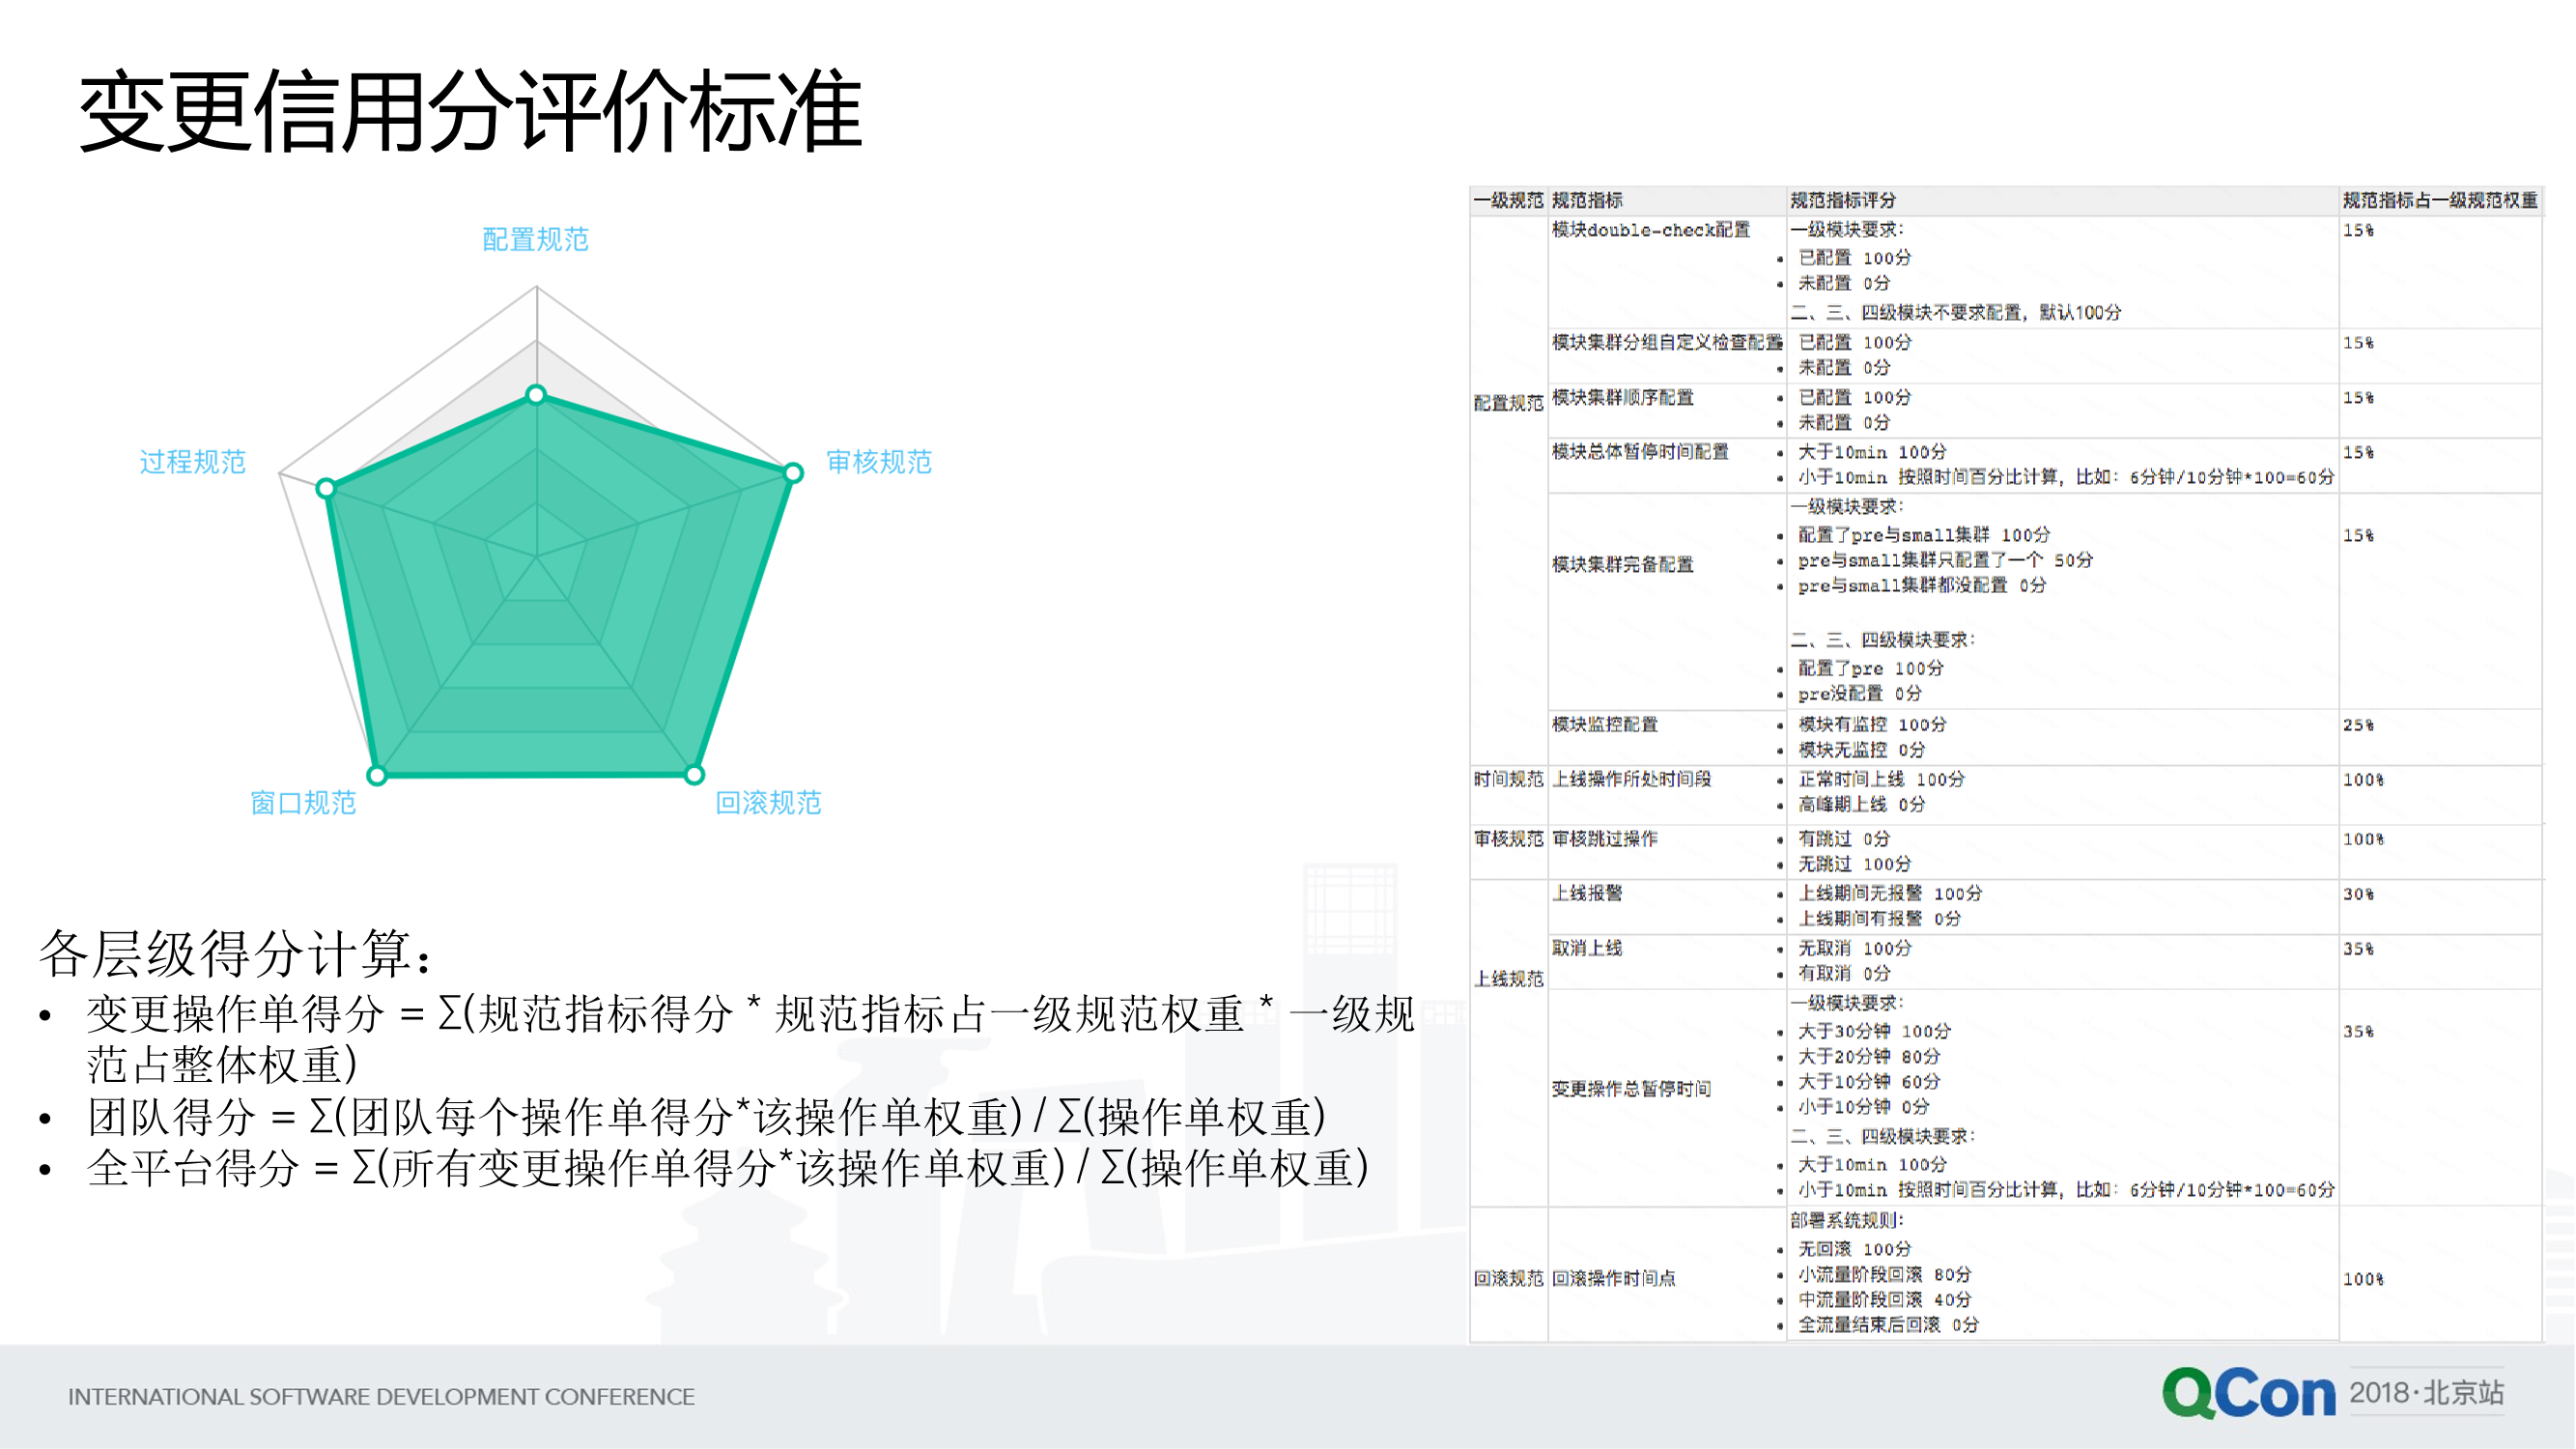 变更信用分评价标准
配置规范
过程规范
审核规范
窗口规范
回滚规范
各层级得分计算：
• 变更操作单得分 = Σ(规范指标得分 * 规范指标占一级规范权重 * 一级规
范占整体权重)
• 团队得分 = Σ(团队每个操作单得分*该操作单权重) / Σ(操作单权重)
• 全平台得分 = Σ(所有变更操作单得分*该操作单权重) / Σ(操作单权重)
一级规范 规范指标 规范指标评分 规范指标占一级规范权重
配置规范
模块double-check配置 一级模块要求： 15%
• 已配置 100分
• 未配置 0分
二、三、四级模块不要求配置，默认100分
模块集群分组自定义检查配置 • 已配置 100分 15%
• 未配置 0分
模块集群顺序配置 • 已配置 100分 15%
• 未配置 0分
模块总体暂停时间配置 • 大于10min 100分 15%
• 小于10min 按照时间百分比计算，比如：6分钟/10分钟*100=60分
模块集群完备配置
一级模块要求：
• 配置了pre与small集群 100分 15%
• pre与small集群只配置了一个 50分
• pre与small集群都没配置 0分
二、三、四级模块要求：
• 配置了pre 100分
• pre没配置 0分
模块监控配置 • 模块有监控 100分 25%
• 模块无监控 0分
时间规范 上线操作所处时间段 • 正常时间上线 100分 100%
• 高峰期上线 0分
审核规范 审核跳过操作 • 有跳过 0分 100%
• 无跳过 100分
上线规范
上线报警 • 上线期间无报警 100分 30%
• 上线期间有报警 0分
取消上线 • 无取消 100分 35%
• 有取消 0分
变更操作总暂停时间
一级模块要求：
• 大于30分钟 100分 35%
• 大于20分钟 80分
• 大于10分钟 60分
• 小于10分钟 0分
二、三、四级模块要求：
• 大于10min 100分
• 小于10min 按照时间百分比计算，比如：6分钟/10分钟*100=60分
回滚规范 回滚操作时间点 100%
部署系统规则：
• 无回滚 100分
• 小流量阶段回滚 80分
• 中流量阶段回滚 40分
• 全流量结束后回滚 0分
INTERNATIONAL SOFTWARE DEVELOPMENT CONFERENCE
QCon 2018·北京站